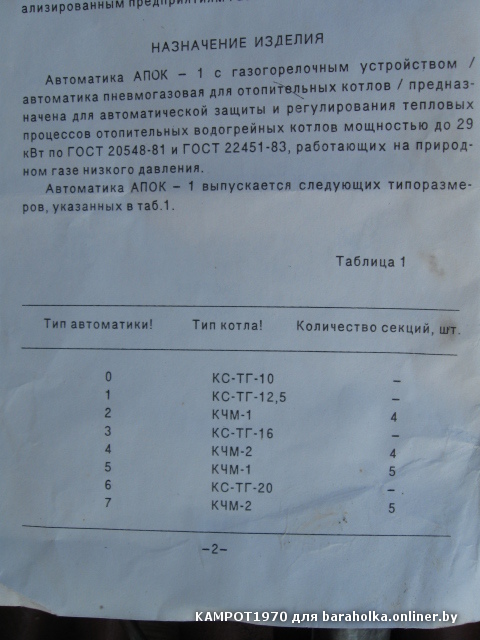 ализированным предприятиям
НАЗНАЧЕНИЕ ИЗДЕЛИЯ
Автоматика АПОК – 1 с газогорелочным устройством /
автоматика пневмогазовая для отопительных котлов / предназ-
начена для автоматической защиты и регулирования тепловых
процессов отопительных водогрейных котлов мощностью до 29
кВт по ГОСТ 20548-81 и ГОСТ 22451-83, работающих на природ-
ном газе низкого давления.
Автоматика АПОК – 1 выпускается следующих типоразме-
ров, указанных в таб.1.
Таблица 1
Тип автоматики! Тип котла! Количество секций, шт.
0 КС-ТГ-10 –
1 КС-ТГ-12,5 –
2 КЧМ-1 4
3 КС-ТГ-16 –
4 КЧМ-2 4
5 КЧМ-1 5
6 КС-ТГ-20 –
7 КЧМ-2 5
–2–
KAMPOT1970 для baraholka.onliner.by